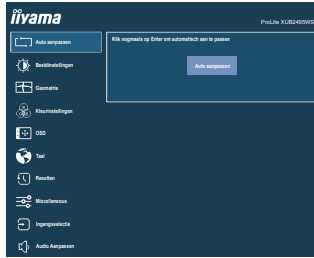 iiyama
ProLite XUB2495WS
Auto aanpassen
Klik nogmaals op Enter om automatisch aan te passen
Auto aanpassen
Beeldinstellingen
Geometrie
Kleurinstellingen
OSD
Taal
Resetten
Miscellaneous
Ingangsselectie
Audio Aanpassen